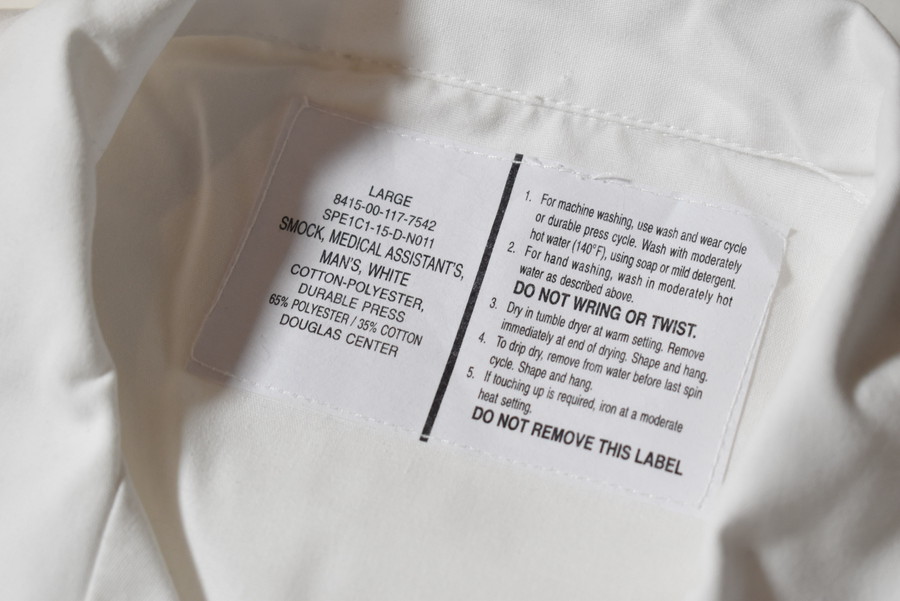 LARGE
8415-00-117-7542
SPE1C1-15-D-N011
SMOCK, MEDICAL ASSISTANT'S,
MAN'S, WHITE
COTTON-POLYESTER,
DURABLE PRESS
65% POLYESTER / 35% COTTON
DOUGLAS CENTER
1. For machine washing, use wash and wear cycle
or durable press cycle. Wash with moderately
hot water (140°F), using soap or mild detergent.
2. For hand washing, wash in moderately hot
water as described above.
DO NOT WRING OR TWIST.
3. Dry in tumble dryer at warm setting. Remove
immediately at end of drying. Shape and hang.
4. To drip dry, remove from water before last spin
cycle. Shape and hang.
5. If touching up is required, iron at a moderate
heat setting.
DO NOT REMOVE THIS LABEL